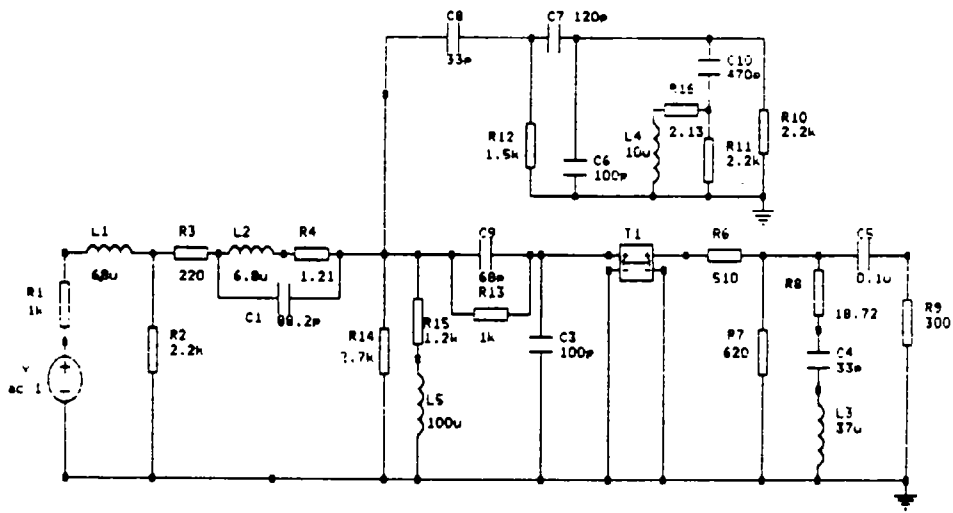 C8
33p
C7 120p
C10
470p
R16
2.13
R10
2.2k
R12
1.5k
L4
10u
R11
2.2k
C6
100p
L1
68u
R3
220
L2
6.8u
R4
1.21
C9
68p
T1
R6
510
C5
0.1u
R1
1k
C1
R13
1k
R8
18.72
R9
300
R2
2.2k
R14
R15
1.2k
C3
100p
R7
620
C4
33p
ac 1
L5
100u
L3
37u